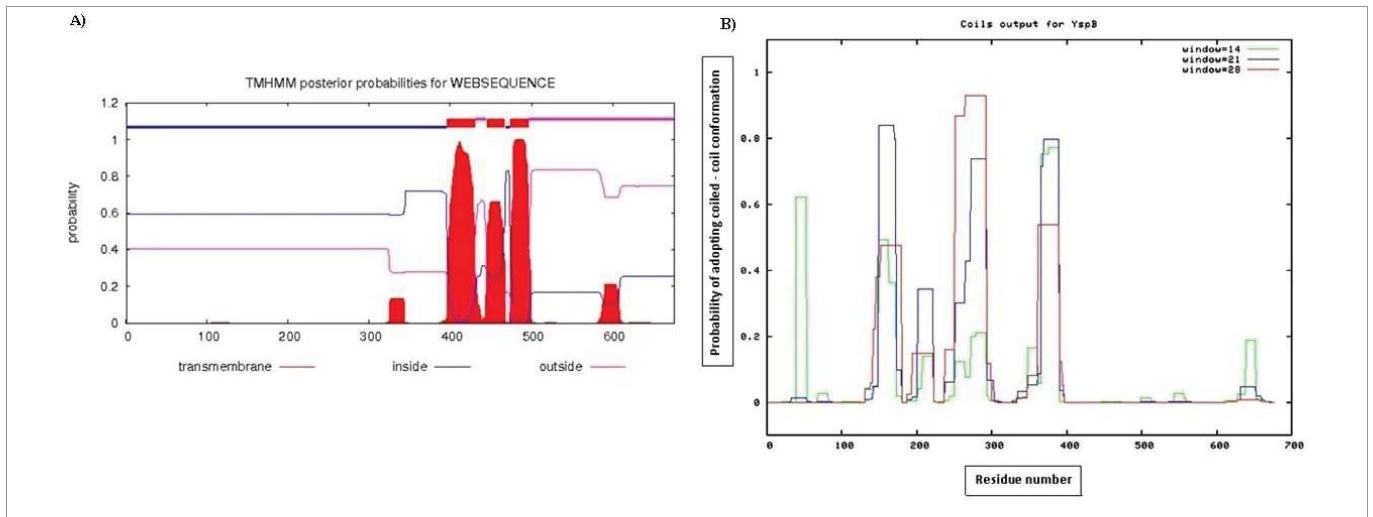 A)
TMHMM posterior probabilities for WEBSEQUENCE
1.2
1
0.8
0.6
0.4
0.2
0
probability
0 100 200 300 400 500 600
transmembrane inside outside
B)
Coils output for YspB
window=14
window=21
window=28
1
0.8
0.6
0.4
0.2
0
Probability of adopting coiled - coil conformation
0 100 200 300 400 500 600 700
Residue number